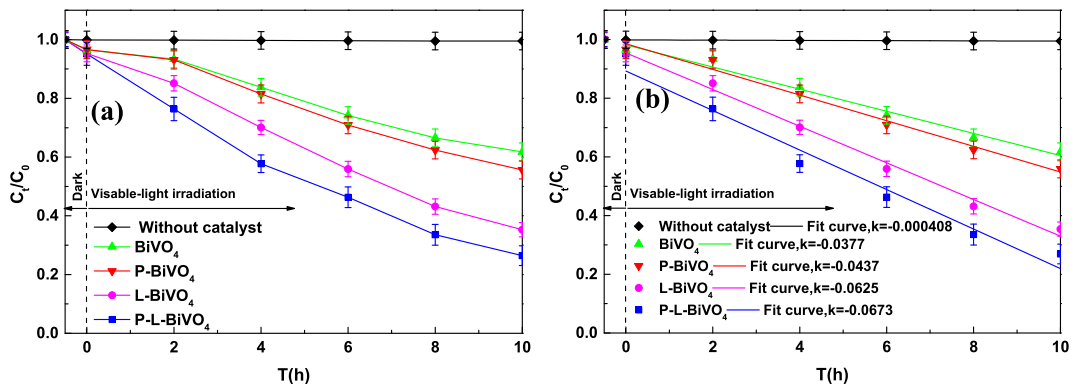 (a)
1.0
0.8
0.6
0.4
0.2
0.0
Ct/C0
Dark
Visable-light irradiation
Without catalyst
BiVO4
P-BiVO4
L-BiVO4
P-L-BiVO4
0 2 4 6 8 10
T(h)
(b)
1.0
0.8
0.6
0.4
0.2
0.0
Ct/C0
Dark
Visable-light irradiation
Without catalyst Fit curve,k=-0.000408
BiVO4 Fit curve,k=-0.0377
P-BiVO4 Fit curve,k=-0.0437
L-BiVO4 Fit curve,k=-0.0625
P-L-BiVO4 Fit curve,k=-0.0673
0 2 4 6 8 10
T(h)